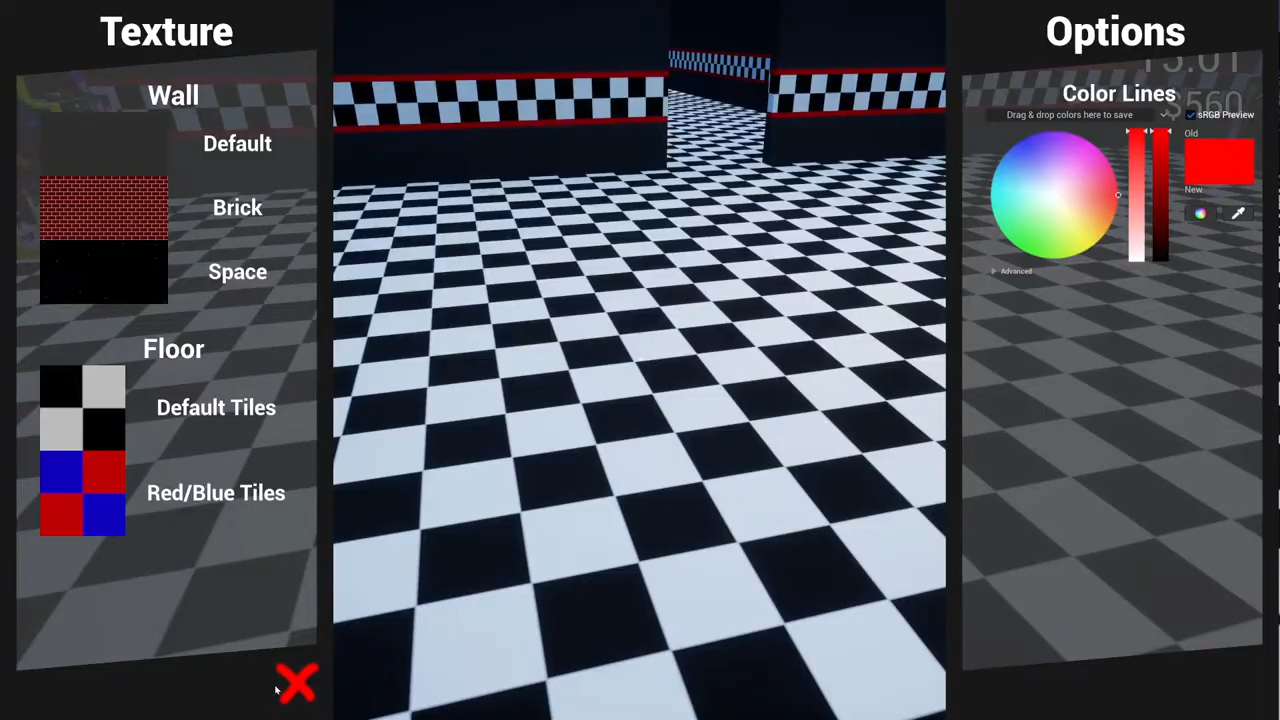 Texture
Wall
Default
Brick
Space
Floor
Default Tiles
Red/Blue Tiles
Options
Color Lines
$560
Drag & drop colors here to save
sRGB Preview
Old
New
Advanced